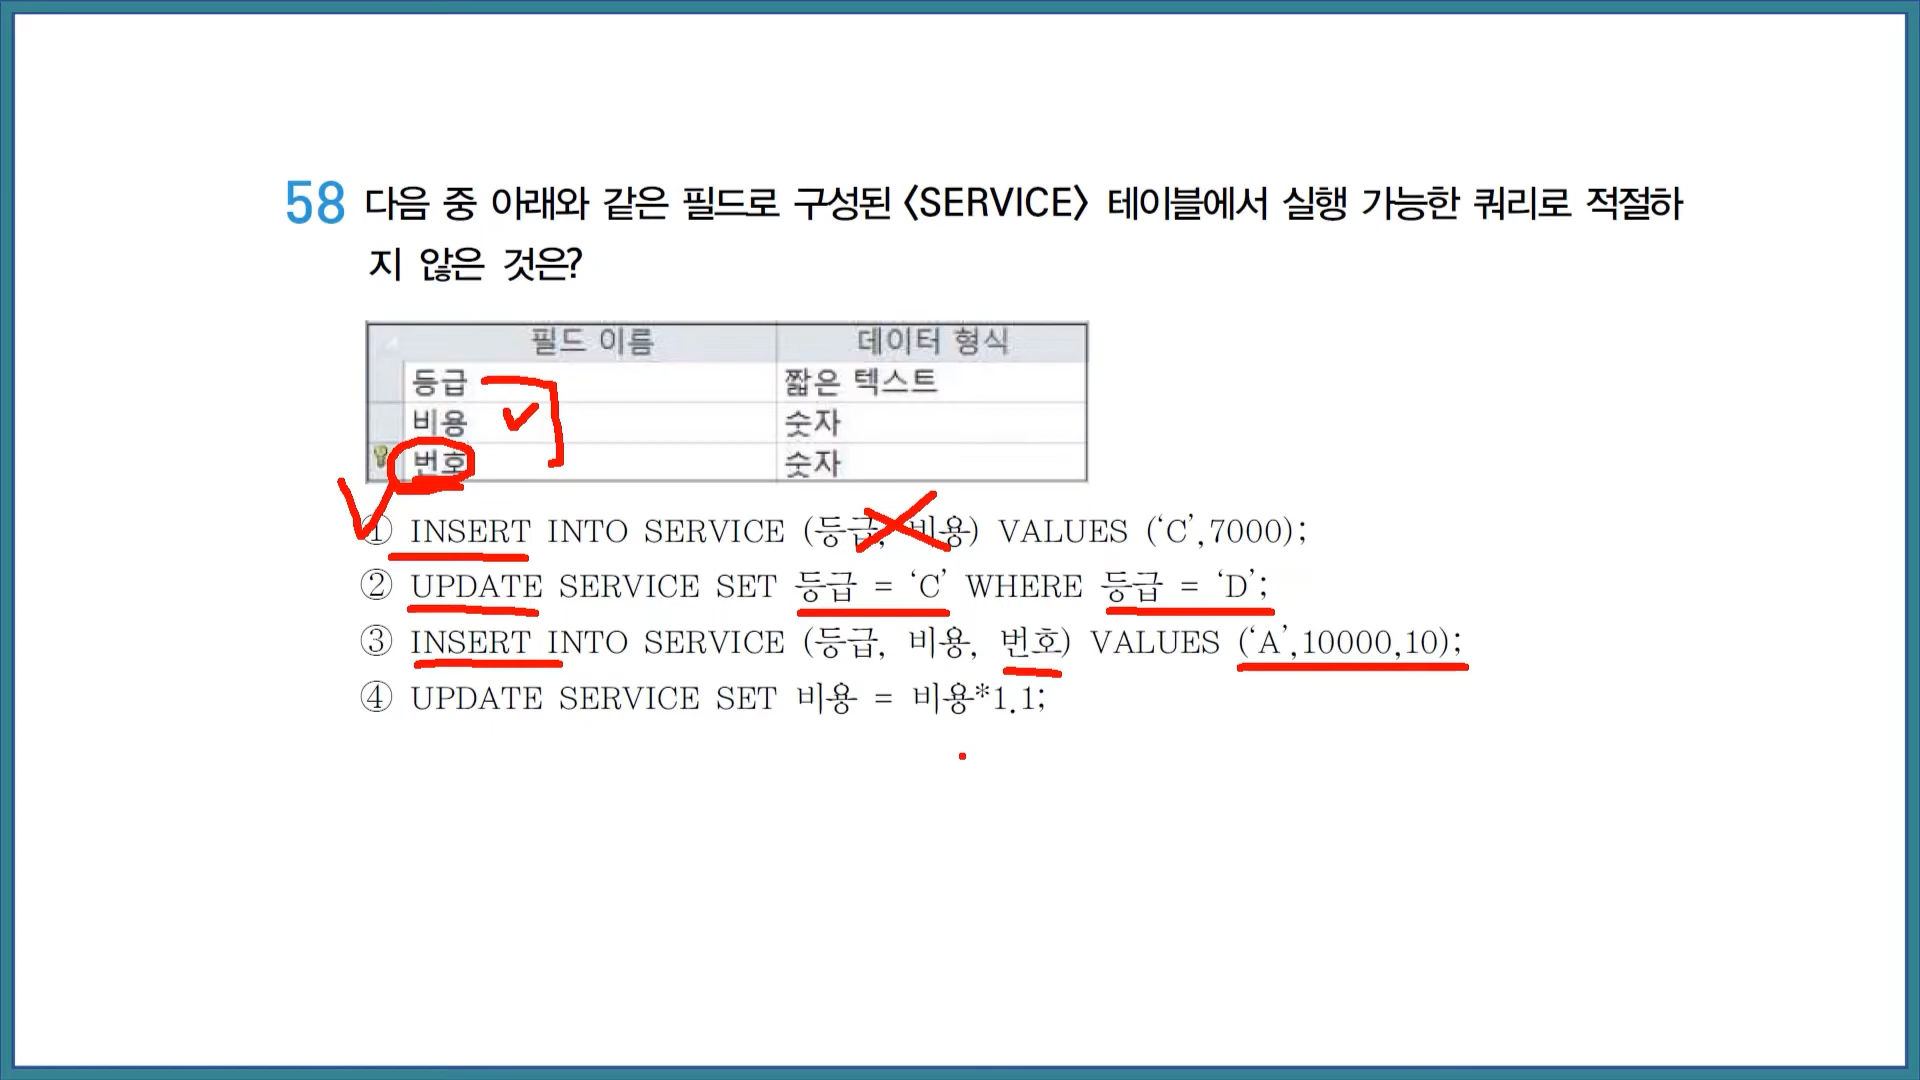 58 다음 중 아래와 같은 필드로 구성된 〈SERVICE〉 테이블에서 실행 가능한 쿼리로 적절하
지 않은 것은?
필드 이름 데이터 형식
등급 짧은 텍스트
비용 숫자
번호 숫자
① INSERT INTO SERVICE (등급, 비용) VALUES (‘C’,7000);
② UPDATE SERVICE SET 등급 = ‘C’ WHERE 등급 = ‘D’;
③ INSERT INTO SERVICE (등급, 비용, 번호) VALUES (‘A’,10000,10);
④ UPDATE SERVICE SET 비용 = 비용*1.1;